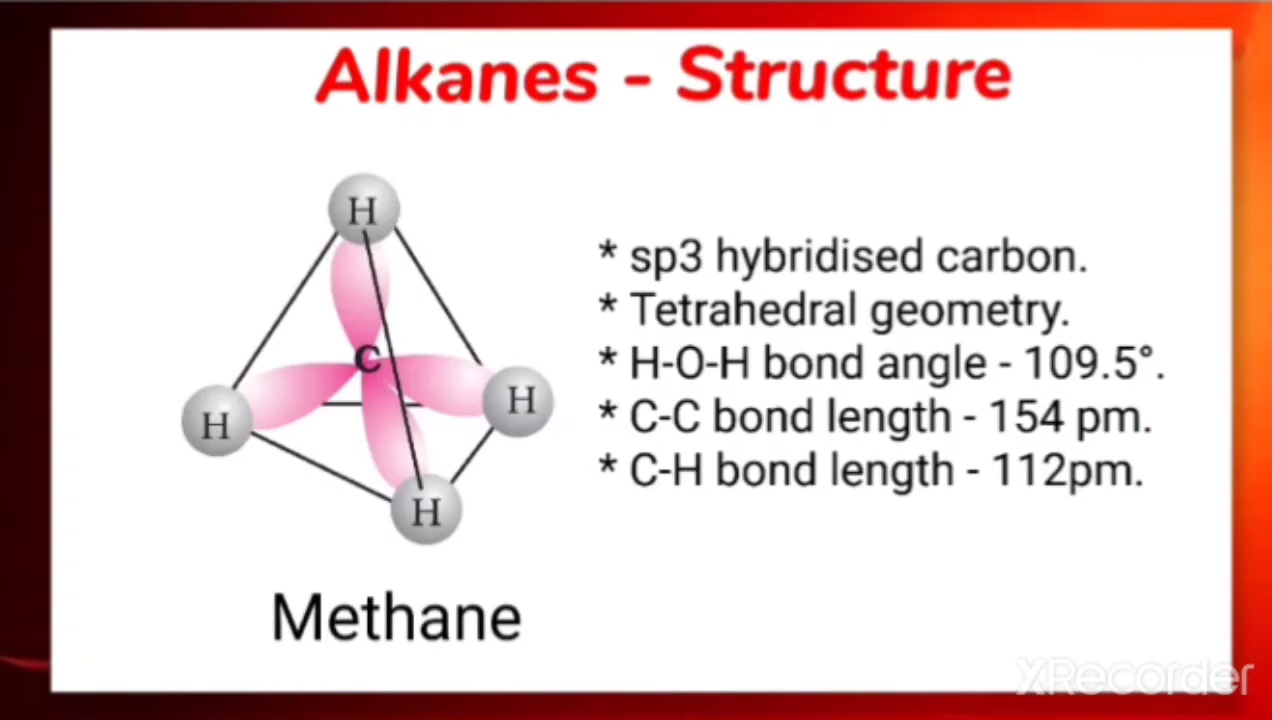 Alkanes - Structure
H
* sp3 hybridised carbon.
* Tetrahedral geometry.
C
* H-O-H bond angle - 109.5°.
H
H
* C-C bond length - 154 pm.
* C-H bond length - 112pm.
H
Methane
XRecorder